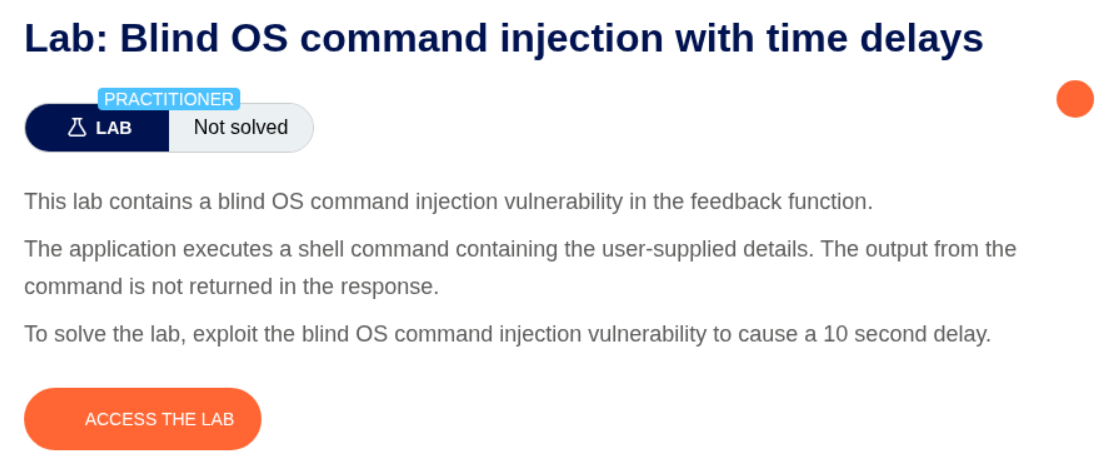 Lab: Blind OS command injection with time delays
PRACTITIONER
LAB
Not solved
This lab contains a blind OS command injection vulnerability in the feedback function.
The application executes a shell command containing the user-supplied details. The output from the
command is not returned in the response.
To solve the lab, exploit the blind OS command injection vulnerability to cause a 10 second delay.
ACCESS THE LAB